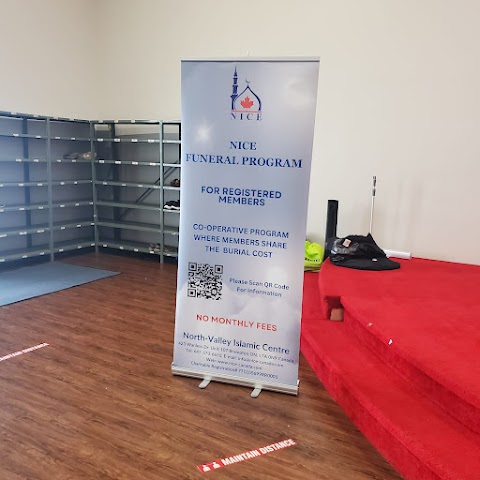 NICE
NICE
FUNERAL PROGRAM
FOR REGISTERED
MEMBERS
CO-OPERATIVE PROGRAM
WHERE MEMBERS SHARE
THE BURIAL COST
Please Scan QR Code
For Information
NO MONTHLY FEES
North-Valley Islamic Centre
MAINTAIN DISTANCE